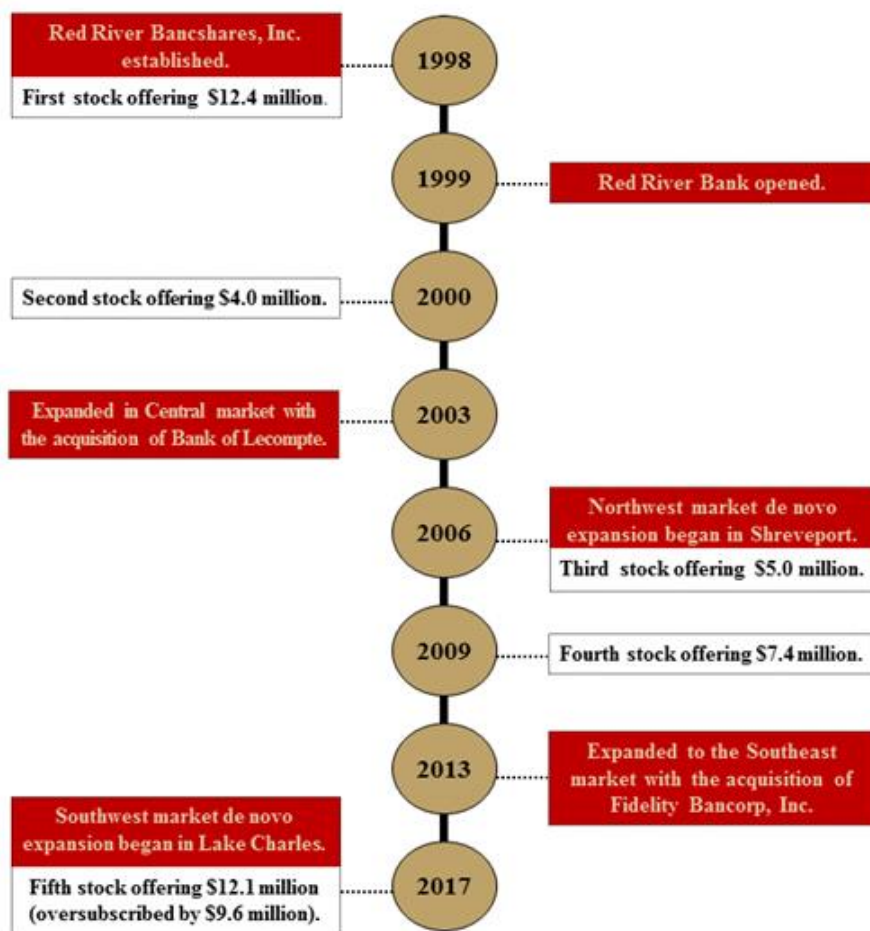 Red River Bancshares, Inc.
established.
First stock offering $12.4 million.
1998
1999
Red River Bank opened.
Second stock offering $4.0 million.
2000
Expanded in Central market with
the acquisition of Bank of Lecompte.
2003
2006
Northwest market de novo
expansion began in Shreveport.
Third stock offering $5.0 million.
2009
Fourth stock offering $7.4 million.
2013
Expanded to the Southeast
market with the acquisition of
Fidelity Bancorp, Inc.
Southwest market de novo
expansion began in Lake Charles.
Fifth stock offering $12.1 million
(oversubscribed by $9.6 million).
2017